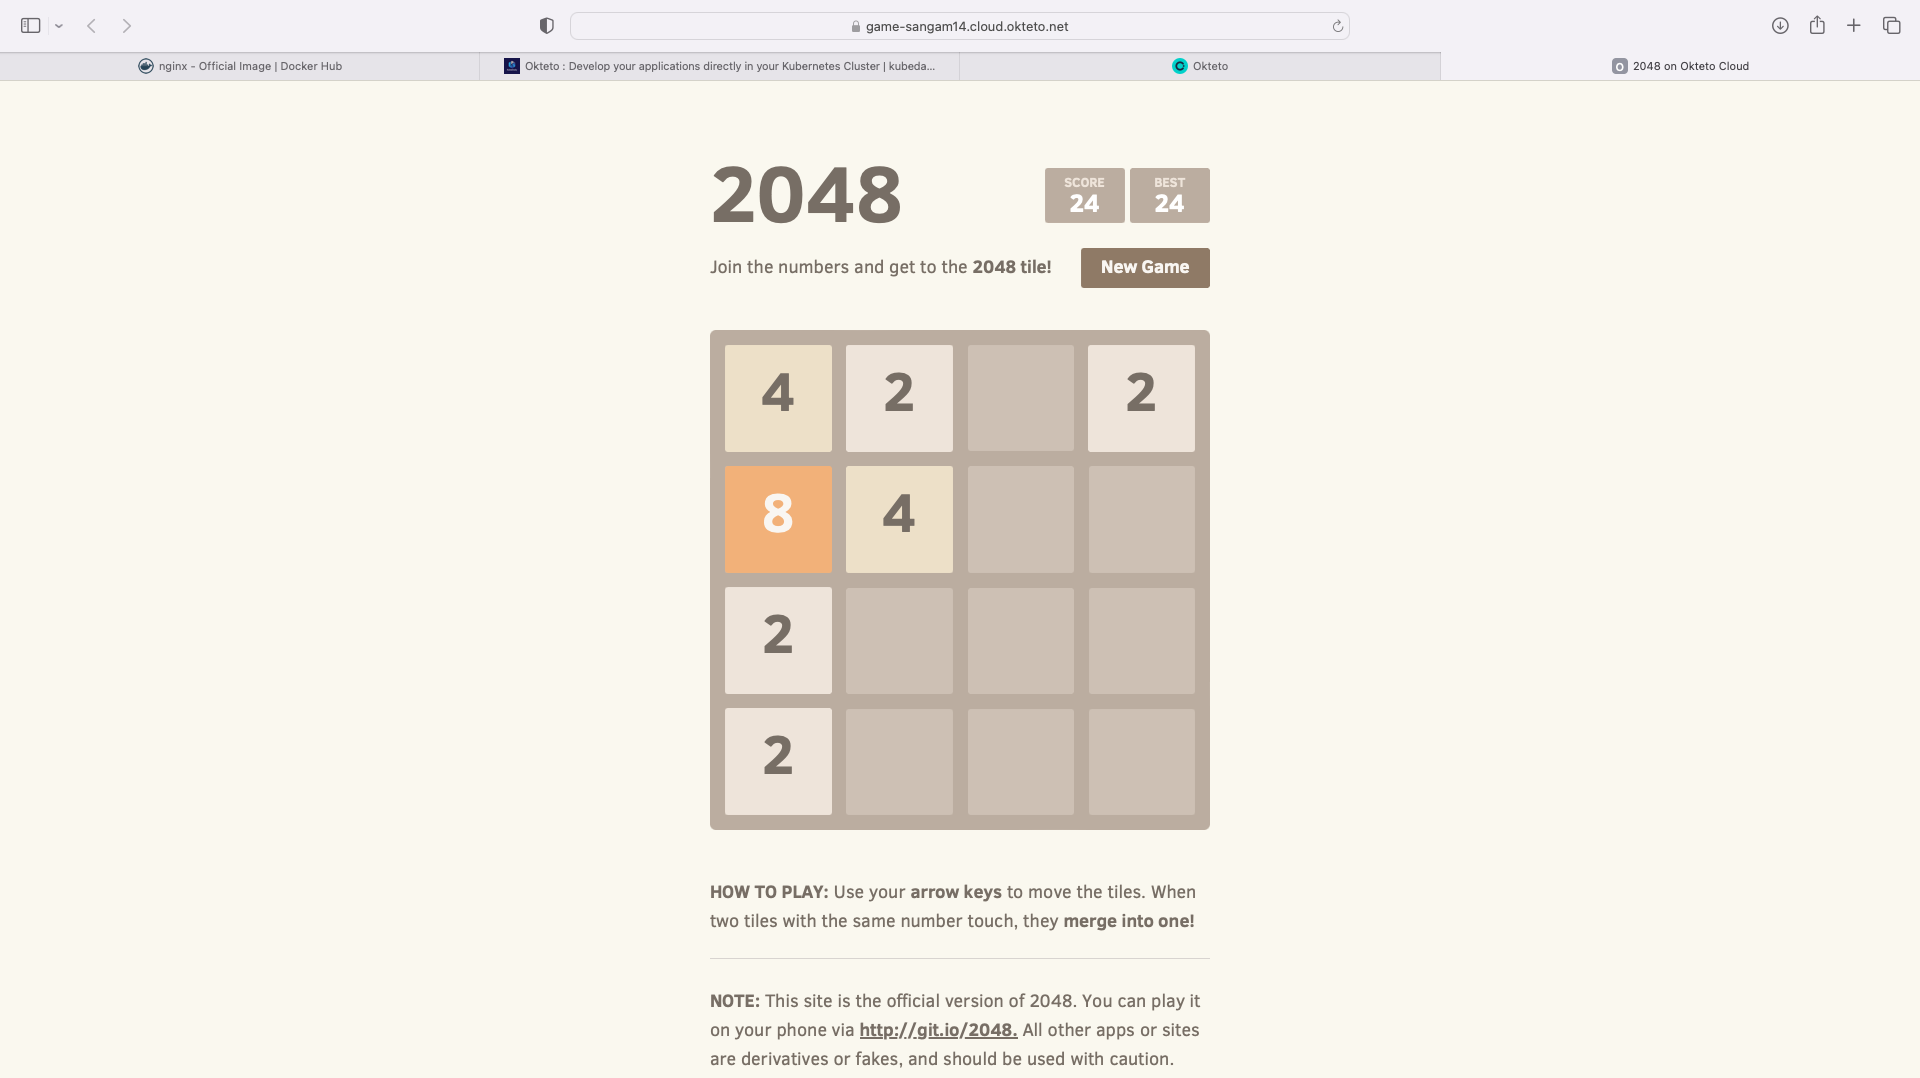 game-sangam14.cloud.okteto.net
nginx - Official Image | Docker Hub
Okteto : Develop your applications directly in your Kubernetes Cluster | kubeda...
Okteto
2048 on Okteto Cloud
2048
SCORE
24
BEST
24
Join the numbers and get to the 2048 tile!
New Game
4 2 2
8 4
2
2
HOW TO PLAY: Use your arrow keys to move the tiles. When
two tiles with the same number touch, they merge into one!
NOTE: This site is the official version of 2048. You can play it
on your phone via http://git.io/2048. All other apps or sites
are derivatives or fakes, and should be used with caution.